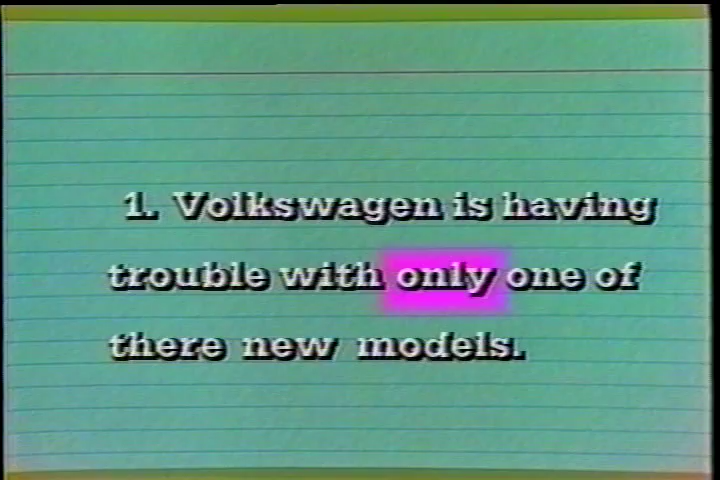 1. Volkswagen is having
trouble with only one of
there new models.